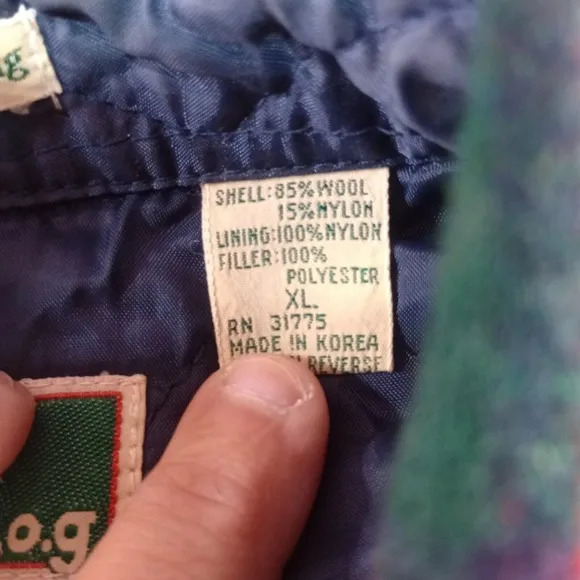 g
SHELL:85%WOOL
15%NYLON
LINING:100%NYLON
FILLER:100%
POLYESTER
XL.
RN 31775
MADE IN KOREA
REVERSE
.o.g